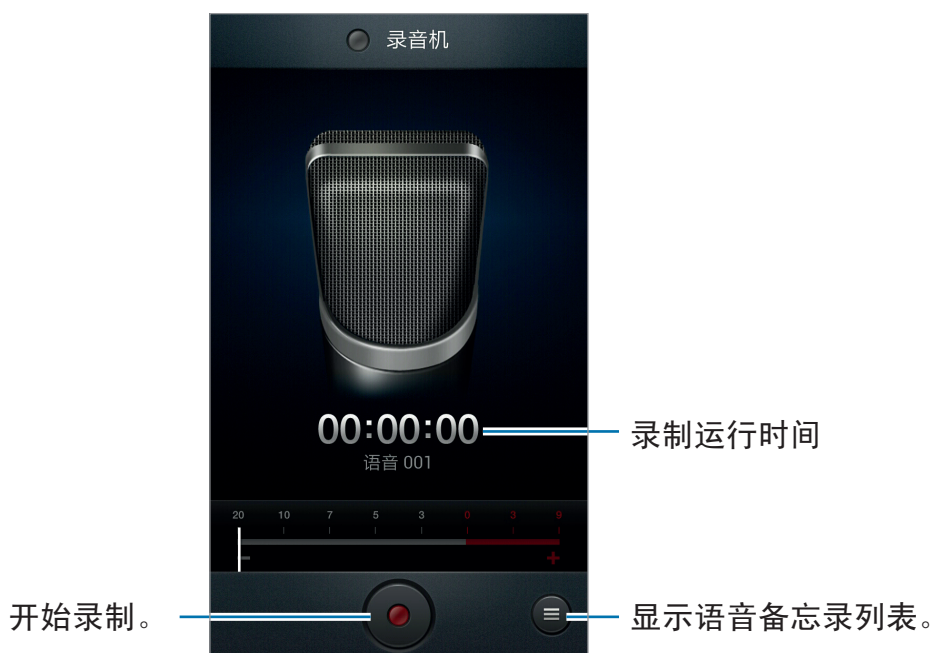 录音机
00:00:00
录制运行时间
语音 001
20 10 7 5 3 0 3 9
- +
开始录制。
显示语音备忘录列表。